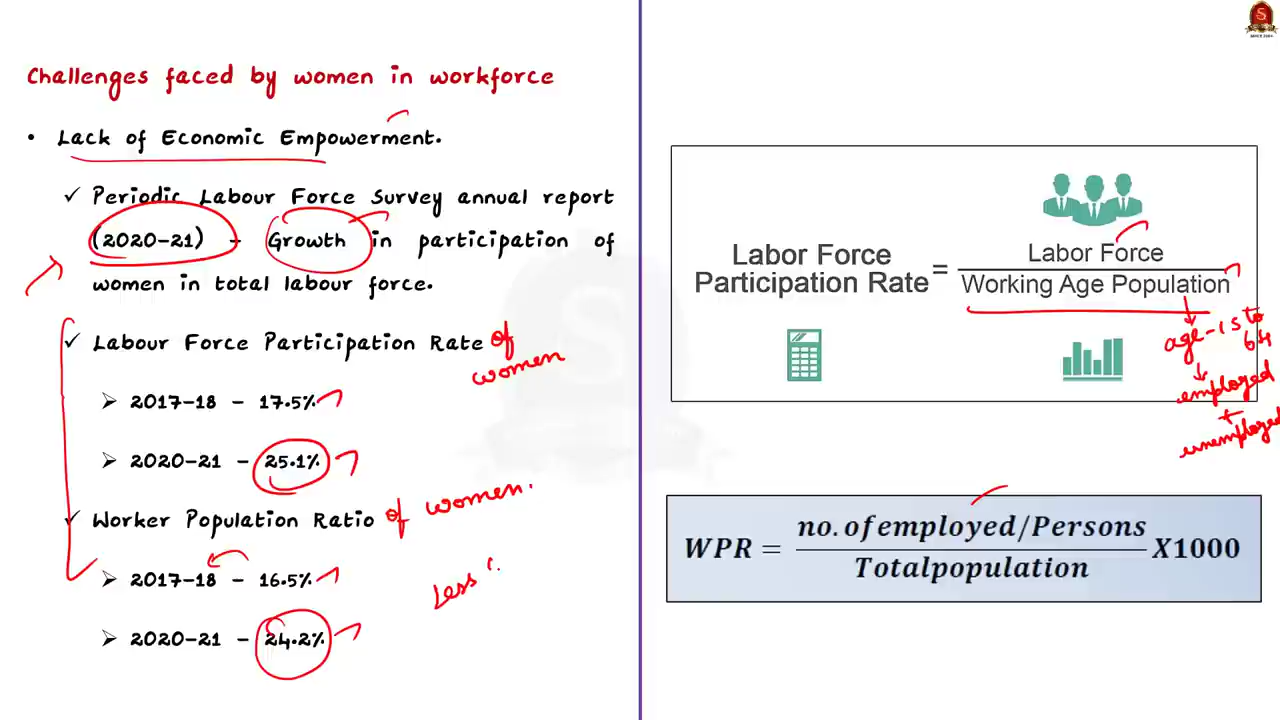 Challenges faced by women in workforce
• Lack of Economic Empowerment.
✓ Periodic Labour Force Survey annual report
(2020-21) - Growth in participation of
women in total labour force.
✓ Labour Force Participation Rate of
women
➢ 2017-18 - 17.5%
➢ 2020-21 - 25.1%
✓ Worker Population Ratio of women.
➢ 2017-18 - 16.5%
less %
➢ 2020-21 - 24.2%
S
Labor Force
Participation Rate = Labor Force
Working Age Population
age-15 to
64
employed
+
unemployed
WPR = no.of employed/Persons
Totalpopulation
X1000